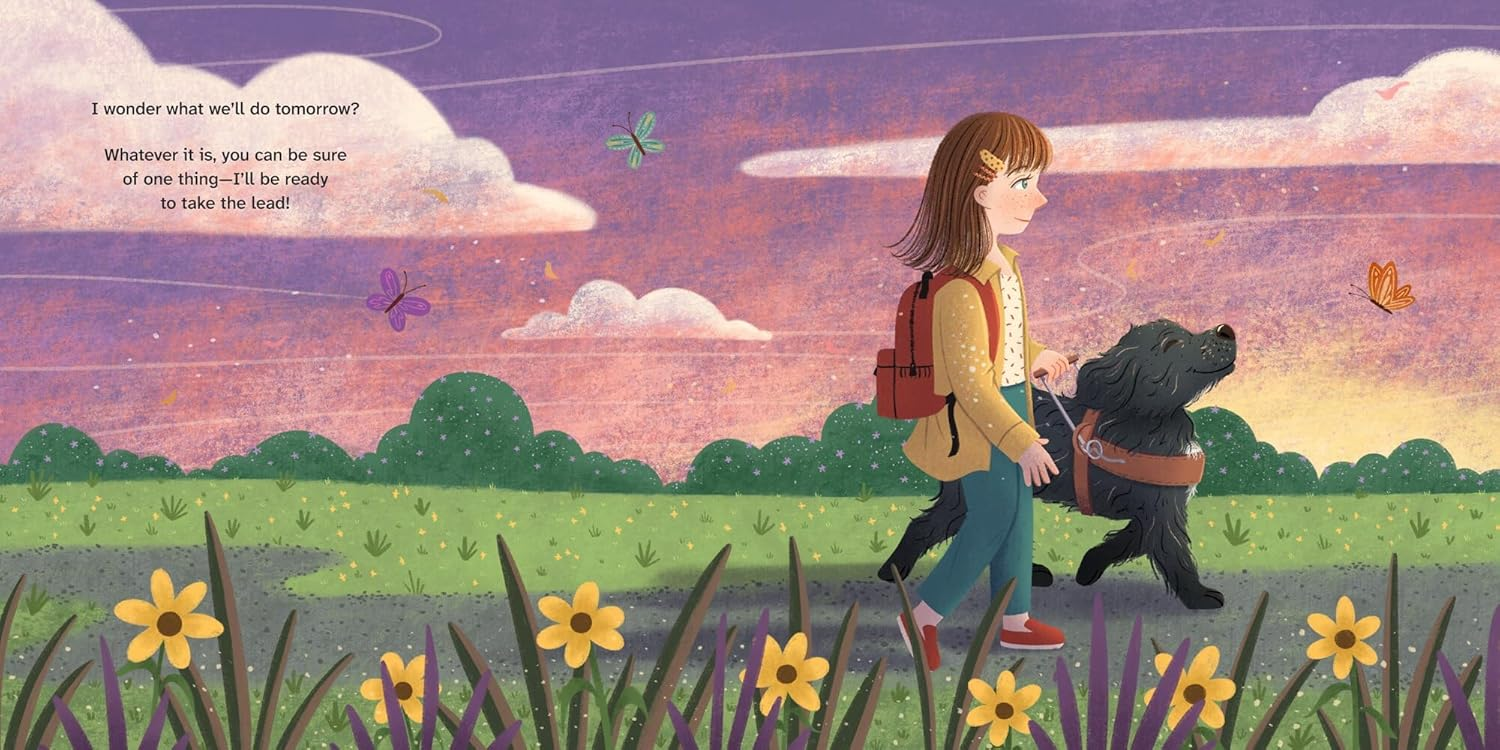 I wonder what we’ll do tomorrow?
Whatever it is, you can be sure
of one thing—I’ll be ready
to take the lead!